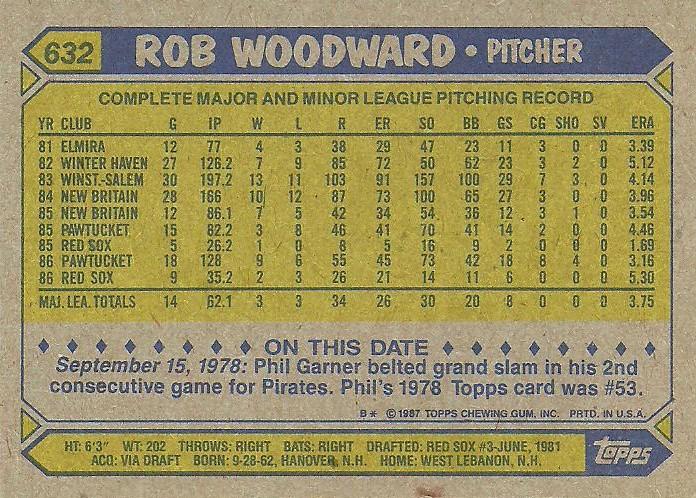 632 ROB WOODWARD • PITCHER
COMPLETE MAJOR AND MINOR LEAGUE PITCHING RECORD
YR CLUB G IP W L R ER SO BB GS CG SHO SV ERA
81 ELMIRA 12 77 4 3 38 29 47 23 11 3 0 0 3.39
82 WINTER HAVEN 27 126.2 7 9 85 72 50 62 23 3 2 0 5.12
83 WINST.-SALEM 30 197.2 13 11 103 91 157 100 29 7 3 0 4.14
84 NEW BRITAIN 28 166 10 12 87 73 100 65 27 3 0 0 3.96
85 NEW BRITAIN 12 86.1 7 5 42 34 54 36 12 3 1 0 3.54
85 PAWTUCKET 15 82.2 3 8 46 41 70 41 14 2 0 0 4.46
85 RED SOX 5 26.2 1 0 8 5 16 9 2 0 0 0 1.69
86 PAWTUCKET 18 128 9 6 55 45 73 42 18 8 4 0 3.16
86 RED SOX 9 35.2 2 3 26 21 14 11 6 0 0 0 5.30
MAJ. LEA. TOTALS 14 62.1 3 3 34 26 30 20 8 0 0 0 3.75
ON THIS DATE
September 15, 1978: Phil Garner belted grand slam in his 2nd
consecutive game for Pirates. Phil's 1978 Topps card was #53.
B* ©1987 TOPPS CHEWING GUM, INC. PRTD. IN U.S.A.
HT: 6'3" WT: 202 THROWS: RIGHT BATS: RIGHT DRAFTED: RED SOX #3-JUNE, 1981
ACQ: VIA DRAFT BORN: 9-28-62, HANOVER, N.H. HOME: WEST LEBANON, N.H.
Topps